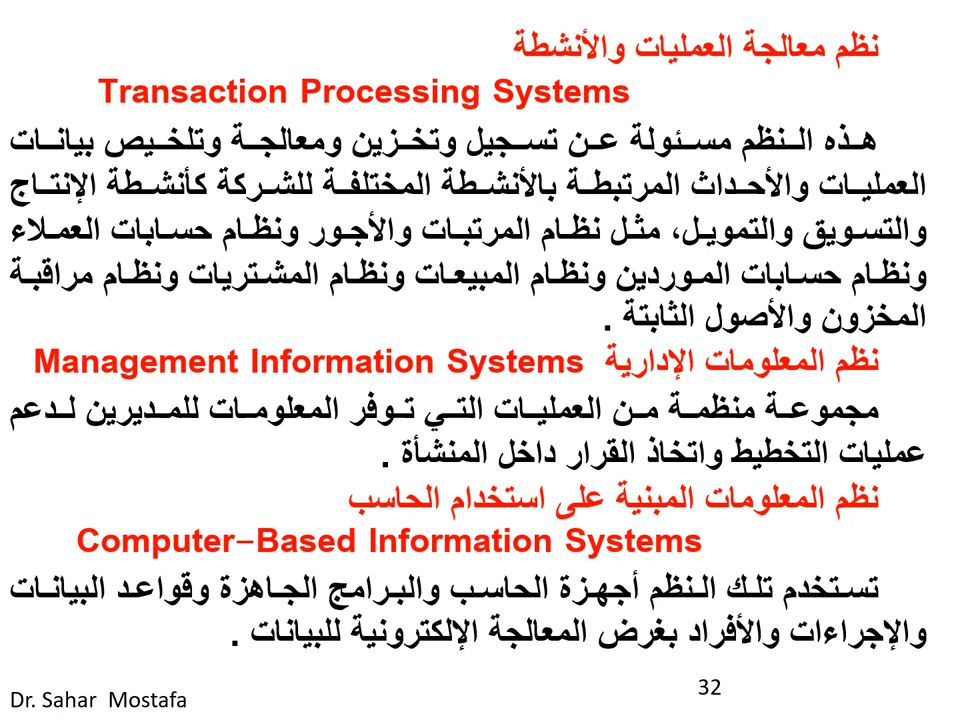 نظم معالجة العمليات والأنشطة
Transaction Processing Systems
هذه النظم مسئولة عن تسجيل وتخزين ومعالجة وتلخيص بيانات
العمليات والأحداث المرتبطة بالأنشطة المختلفة للشركة كأنشطة الإنتاج
والتسويق والتمويل، مثل نظام المرتبات والأجور ونظام حسابات العملاء
ونظام حسابات الموردين ونظام المبيعات ونظام المشتريات ونظام مراقبة
المخزون والأصول الثابتة .
نظم المعلومات الإدارية Management Information Systems
مجموعة منظمة من العمليات التي توفر المعلومات للمديرين لدعم
عمليات التخطيط واتخاذ القرار داخل المنشأة .
نظم المعلومات المبنية على استخدام الحاسب
Computer-Based Information Systems
تستخدم تلك النظم أجهزة الحاسب والبرامج الجاهزة وقواعد البيانات
والإجراءات والأفراد بغرض المعالجة الإلكترونية للبيانات .
32
Dr. Sahar Mostafa